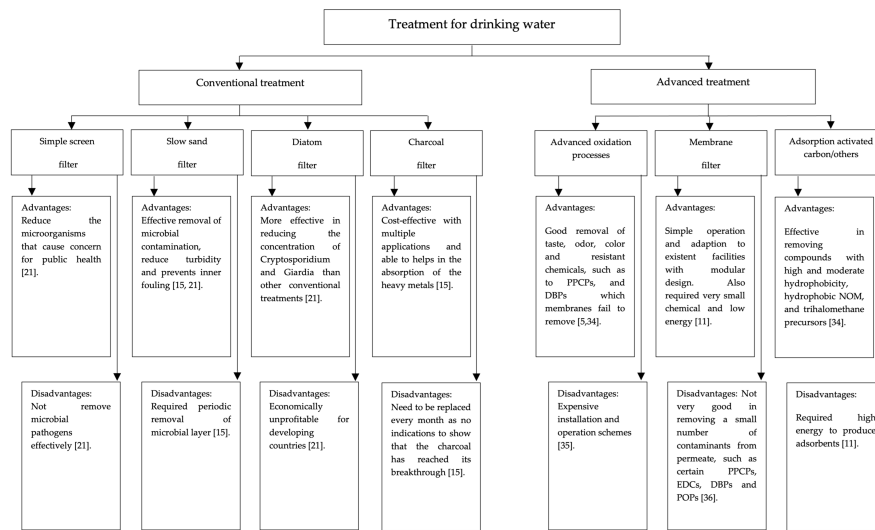 Treatment for drinking water
Conventional treatment
Advanced treatment
Simple screen
filter
Slow sand
filter
Diatom
filter
Charcoal
filter
Advanced oxidation
processes
Membrane
filter
Adsorption activated
carbon/others
Advantages:
Reduce the
microorganisms
that cause concern
for public health
[21].
Advantages:
Effective removal of
microbial
contamination,
reduce turbidity
and prevents inner
fouling [15, 21].
Advantages:
More effective in
reducing the
concentration of
Cryptosporidium
and Giardia than
other conventional
treatments [21].
Advantages:
Cost-effective with
multiple
applications and
able to helps in the
absorption of the
heavy metals [15].
Advantages:
Good removal of
taste, odor, color
and resistant
chemicals, such as
to PPCPs, and
DBPs which
membranes fail to
remove [5,34].
Advantages:
Simple operation
and adaption to
existent facilities
with modular
design. Also
required very small
chemical and low
energy [11].
Advantages:
Effective in
removing
compounds with
high and moderate
hydrophobicity,
hydrophobic NOM,
and trihalomethane
precursors [34].
Disadvantages:
Not remove
microbial
pathogens
effectively [21].
Disadvantages:
Required periodic
removal of
microbial layer [15].
Disadvantages:
Economically
unprofitable for
developing
countries [21].
Disadvantages:
Need to be replaced
every month as no
indications to show
that the charcoal
has reached its
breakthrough [15].
Disadvantages:
Expensive
installation and
operation schemes
[35].
Disadvantages: Not
very good in
removing a small
number of
contaminants from
permeate, such as
certain PPCPs,
EDCs, DBPs and
POPs [36].
Disadvantages:
Required high
energy to produce
adsorbents [11].